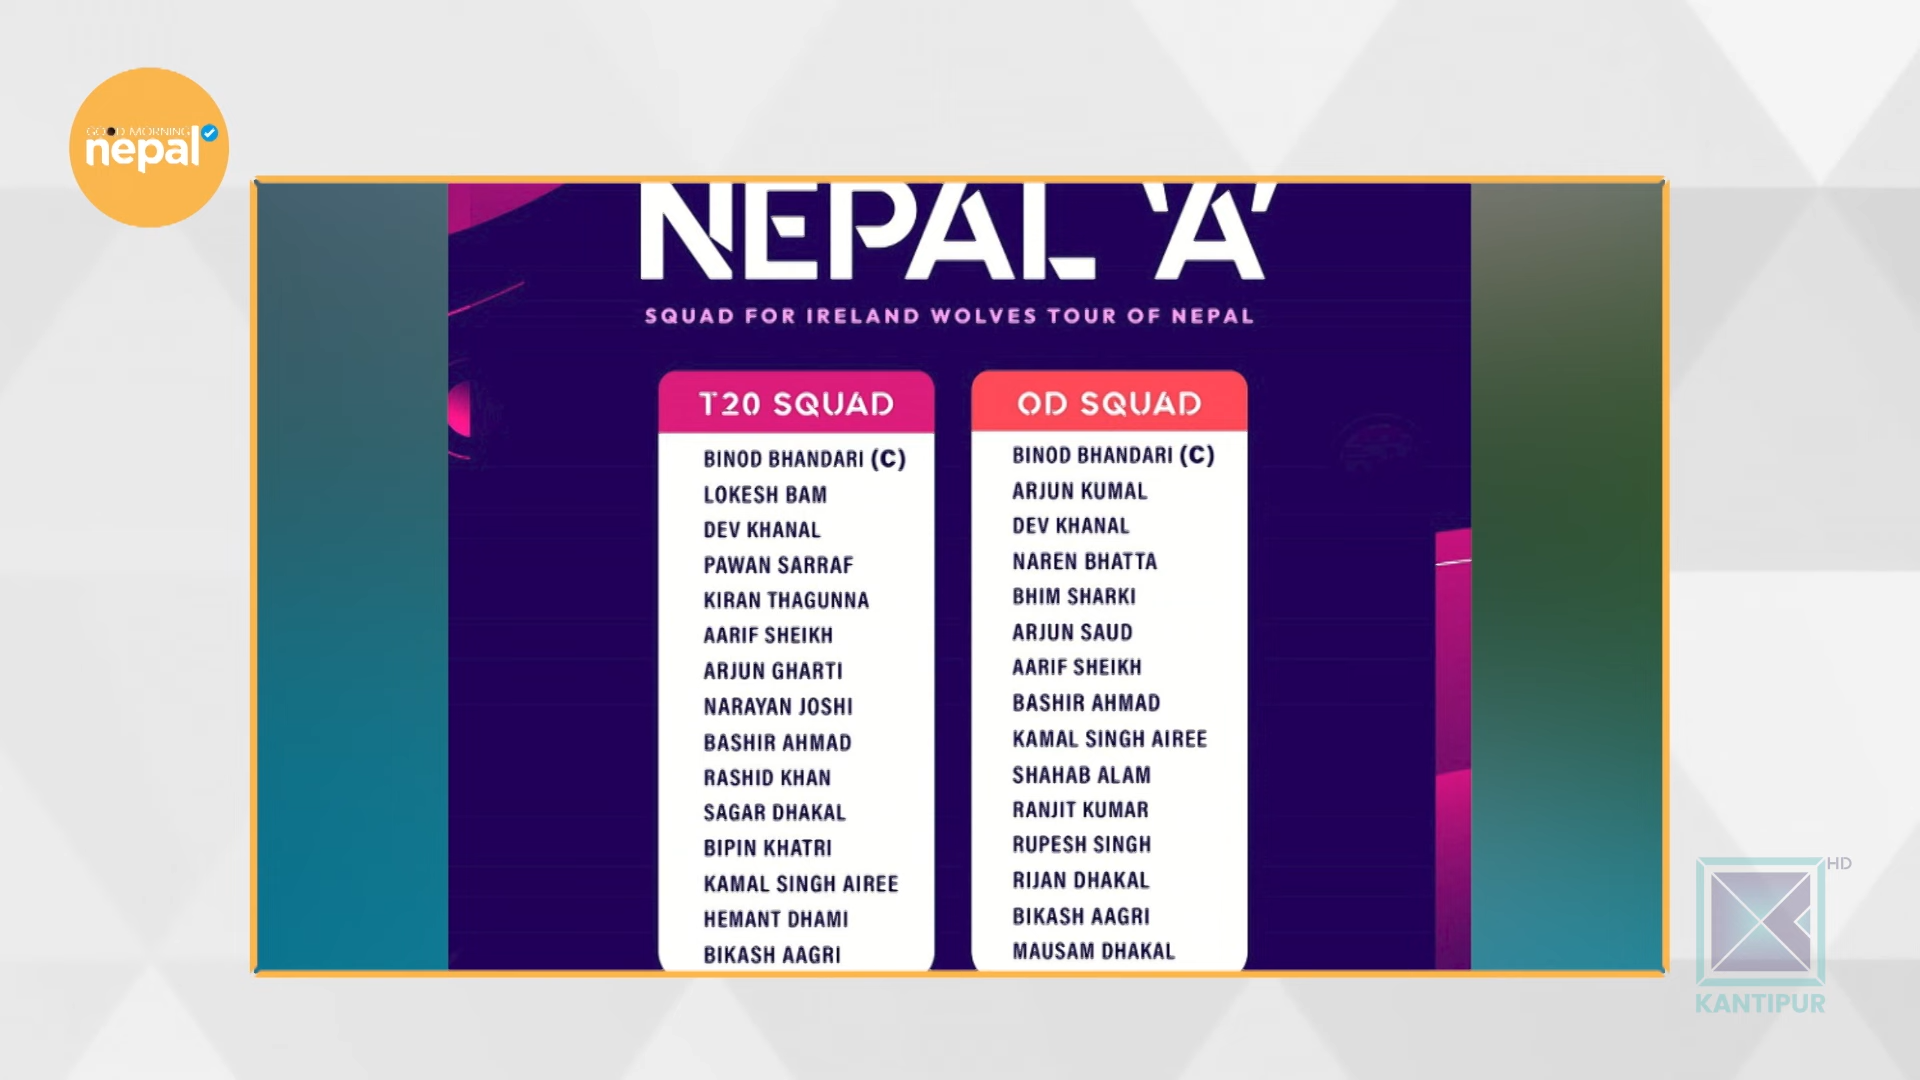 GOOD MORNING
nepal
NEPAL 'A'
SQUAD FOR IRELAND WOLVES TOUR OF NEPAL
T20 SQUAD
BINOD BHANDARI (C)
LOKESH BAM
DEV KHANAL
PAWAN SARRAF
KIRAN THAGUNNA
AARIF SHEIKH
ARJUN GHARTI
NARAYAN JOSHI
BASHIR AHMAD
RASHID KHAN
SAGAR DHAKAL
BIPIN KHATRI
KAMAL SINGH AIREE
HEMANT DHAMI
BIKASH AAGRI
OD SQUAD
BINOD BHANDARI (C)
ARJUN KUMAL
DEV KHANAL
NAREN BHATTA
BHIM SHARKI
ARJUN SAUD
AARIF SHEIKH
BASHIR AHMAD
KAMAL SINGH AIREE
SHAHAB ALAM
RANJIT KUMAR
RUPESH SINGH
RIJAN DHAKAL
BIKASH AAGRI
MAUSAM DHAKAL
HD
KANTIPUR